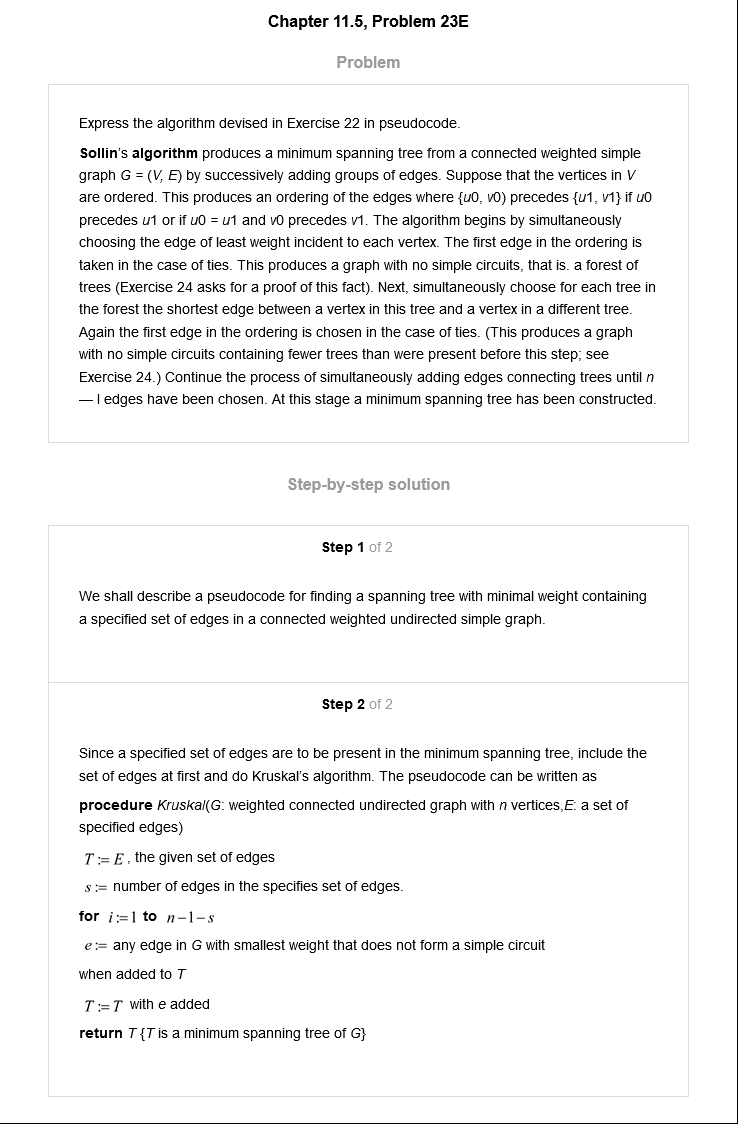 Chapter 11.5, Problem 23E
Problem
Express the algorithm devised in Exercise 22 in pseudocode.
Sollin's algorithm produces a minimum spanning tree from a connected weighted simple
graph G = (V, E) by successively adding groups of edges. Suppose that the vertices in V
are ordered. This produces an ordering of the edges where {u0, v0) precedes {u1, v1} if u0
precedes u1 or if u0 = u1 and v0 precedes v1. The algorithm begins by simultaneously
choosing the edge of least weight incident to each vertex. The first edge in the ordering is
taken in the case of ties. This produces a graph with no simple circuits, that is. a forest of
trees (Exercise 24 asks for a proof of this fact). Next, simultaneously choose for each tree in
the forest the shortest edge between a vertex in this tree and a vertex in a different tree.
Again the first edge in the ordering is chosen in the case of ties. (This produces a graph
with no simple circuits containing fewer trees than were present before this step; see
Exercise 24.) Continue the process of simultaneously adding edges connecting trees until n
— l edges have been chosen. At this stage a minimum spanning tree has been constructed.
Step-by-step solution
Step 1 of 2
We shall describe a pseudocode for finding a spanning tree with minimal weight containing
a specified set of edges in a connected weighted undirected simple graph.
Step 2 of 2
Since a specified set of edges are to be present in the minimum spanning tree, include the
set of edges at first and do Kruskal's algorithm. The pseudocode can be written as
procedure Kruskal(G: weighted connected undirected graph with n vertices,E: a set of
specified edges)
T := E , the given set of edges
s := number of edges in the specifies set of edges.
for i := 1 to n − 1 − s
e := any edge in G with smallest weight that does not form a simple circuit
when added to T
T := T with e added
return T {T is a minimum spanning tree of G}